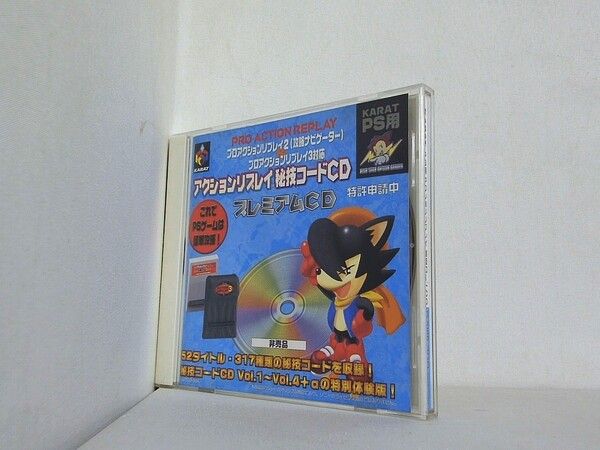 PRO·ACTION REPLAY
プロアクションリプレイ2(攻略ナビゲーター)
プロアクションリプレイ3対応
アクションリプレイ 秘技コードCD
プレミアムCD
特許申請中
KARAT
KARAT
PS用
これで
PSゲームは
非売品
52タイトル・317種類の秘技コードを収録!
秘技コードCD Vol.1〜Vol.4+αの特別体験版!